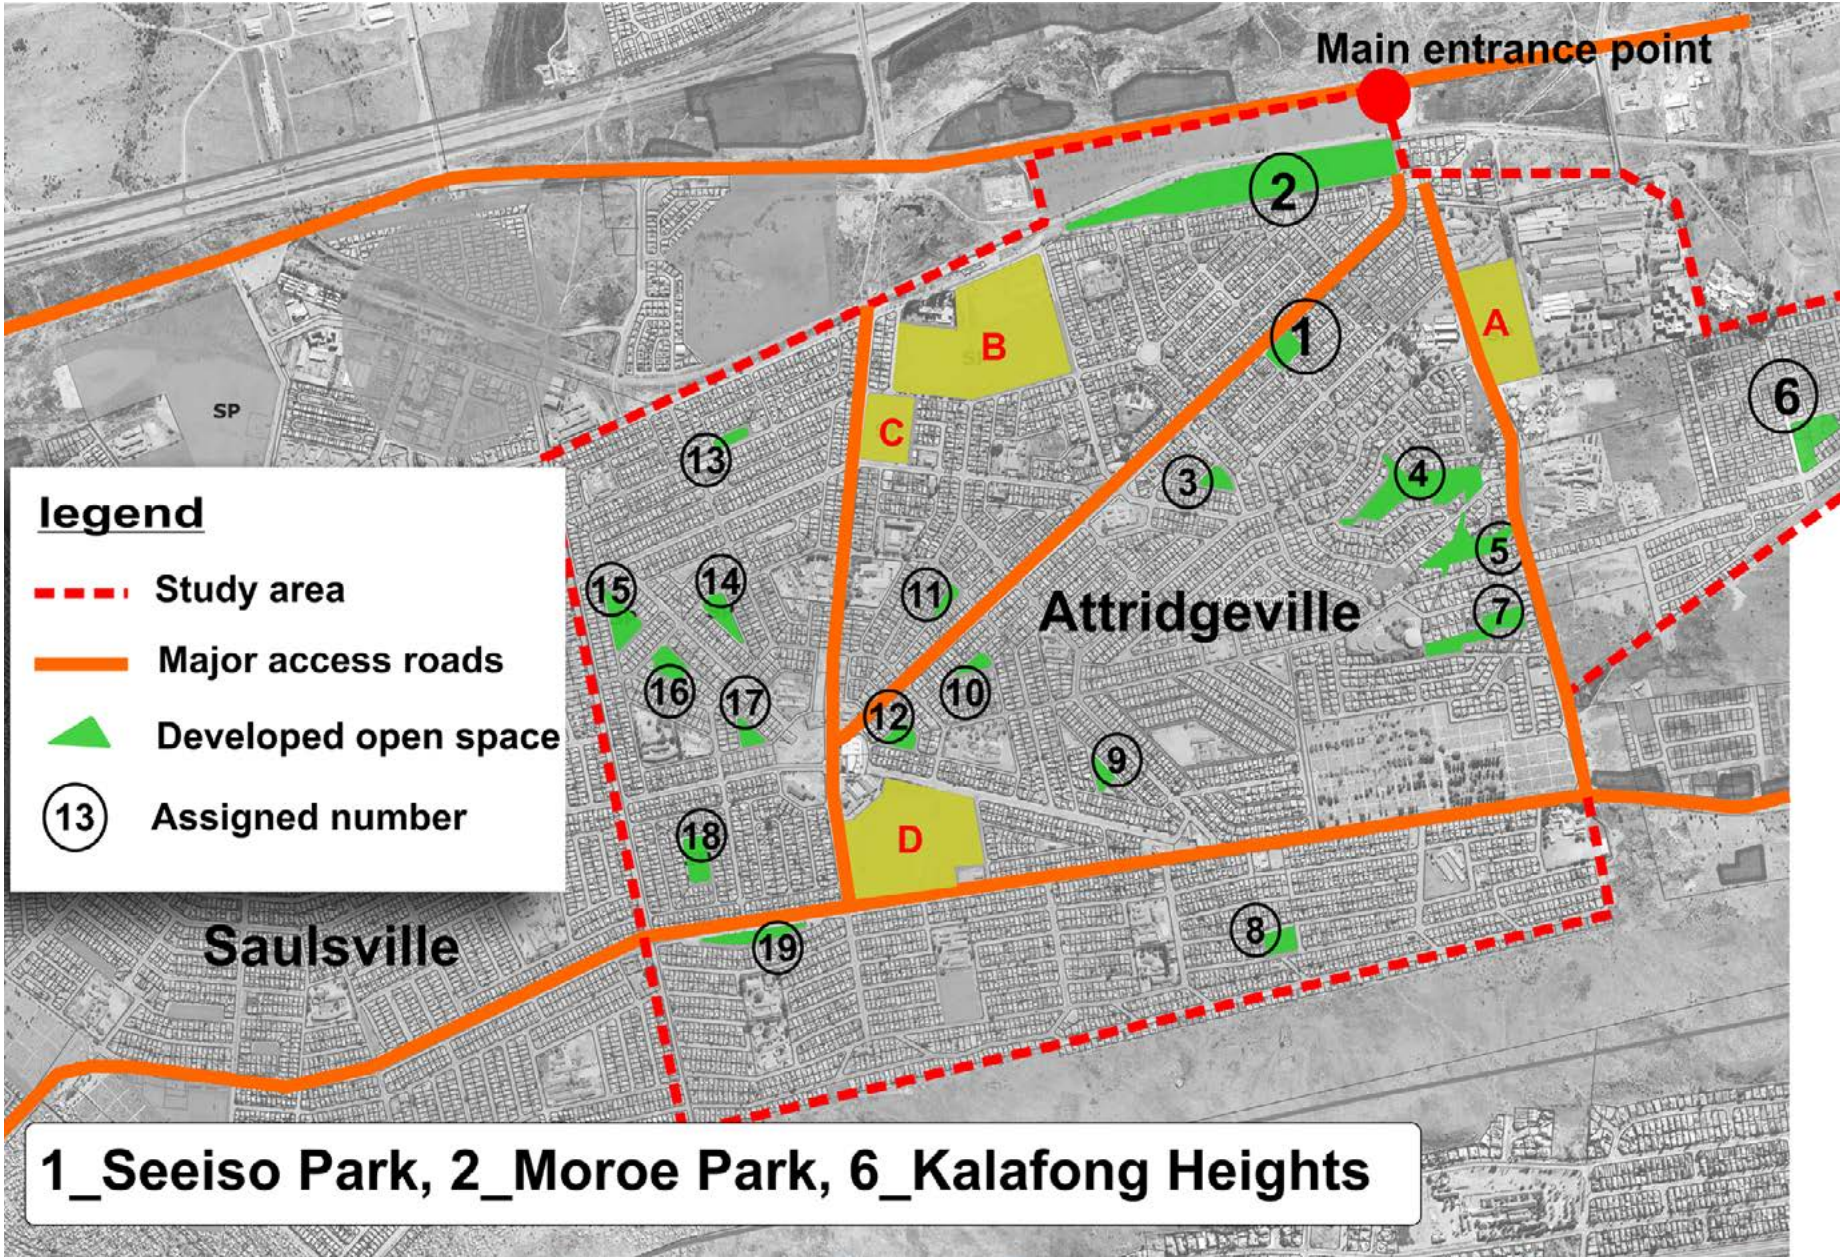 Main entrance point
2
1
A
B
6
C
SP
13
3
4
legend
5
Study area
15
14
11
Attridgeville
7
Major access roads
16
17
10
12
Developed open space
9
13
Assigned number
18
D
Saulsville
19
8
1_Seeiso Park, 2_Moroe Park, 6_Kalafong Heights